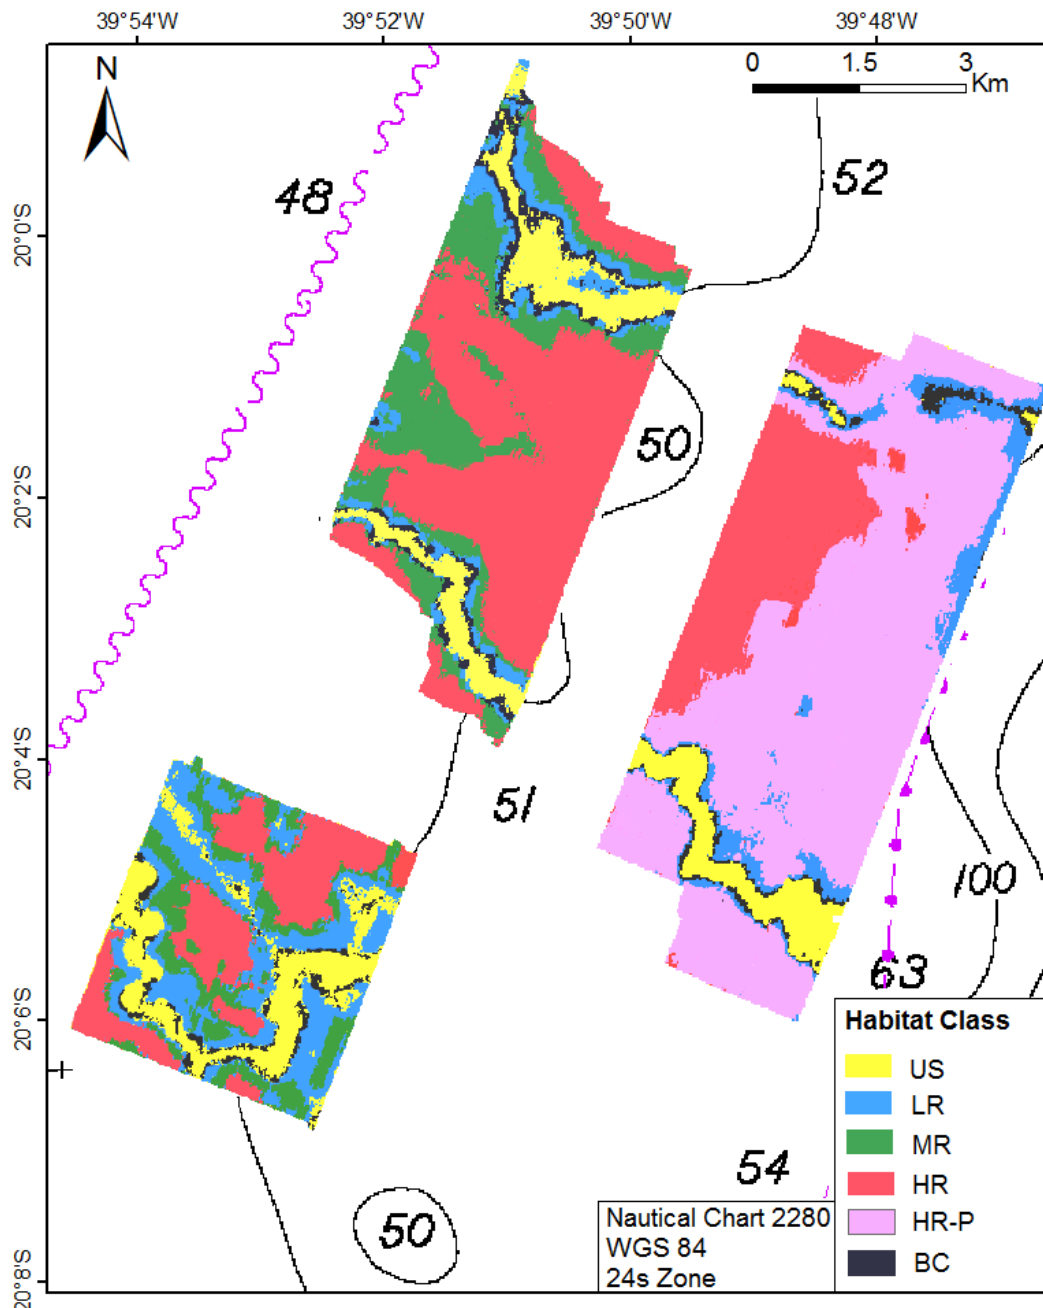 39°54'W 39°52'W 39°50'W 39°48'W
N
0 1.5 3
Km
48
52
20°0'S
50
20°2'S
20°4'S
51
100
63
20°6'S
54
50
20°8'S
Habitat Class
US
LR
MR
HR
HR-P
BC
Nautical Chart 2280
WGS 84
24s Zone